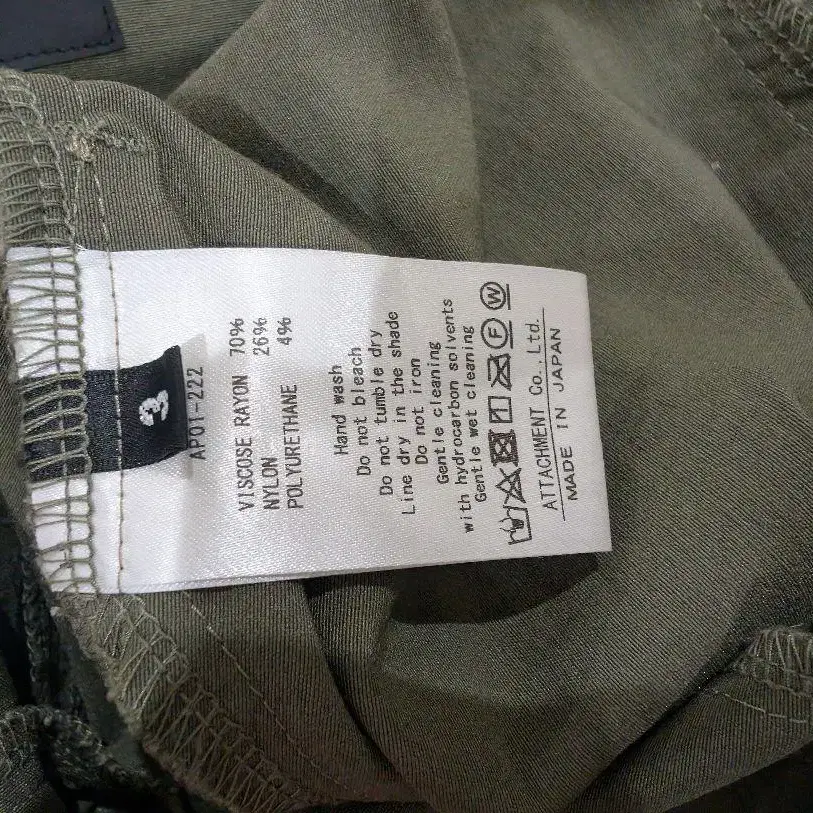 3
AP01-222
VISCOSE RAYON 70%
NYLON 26%
POLYURETHANE 4%
Hand wash
Do not bleach
Do not tumble dry
Line dry in the shade
Do not iron
Gentle cleaning
with hydrocarbon solvents
Gentle wet cleaning
F W
ATTACHMENT Co.,Ltd.
MADE IN JAPAN